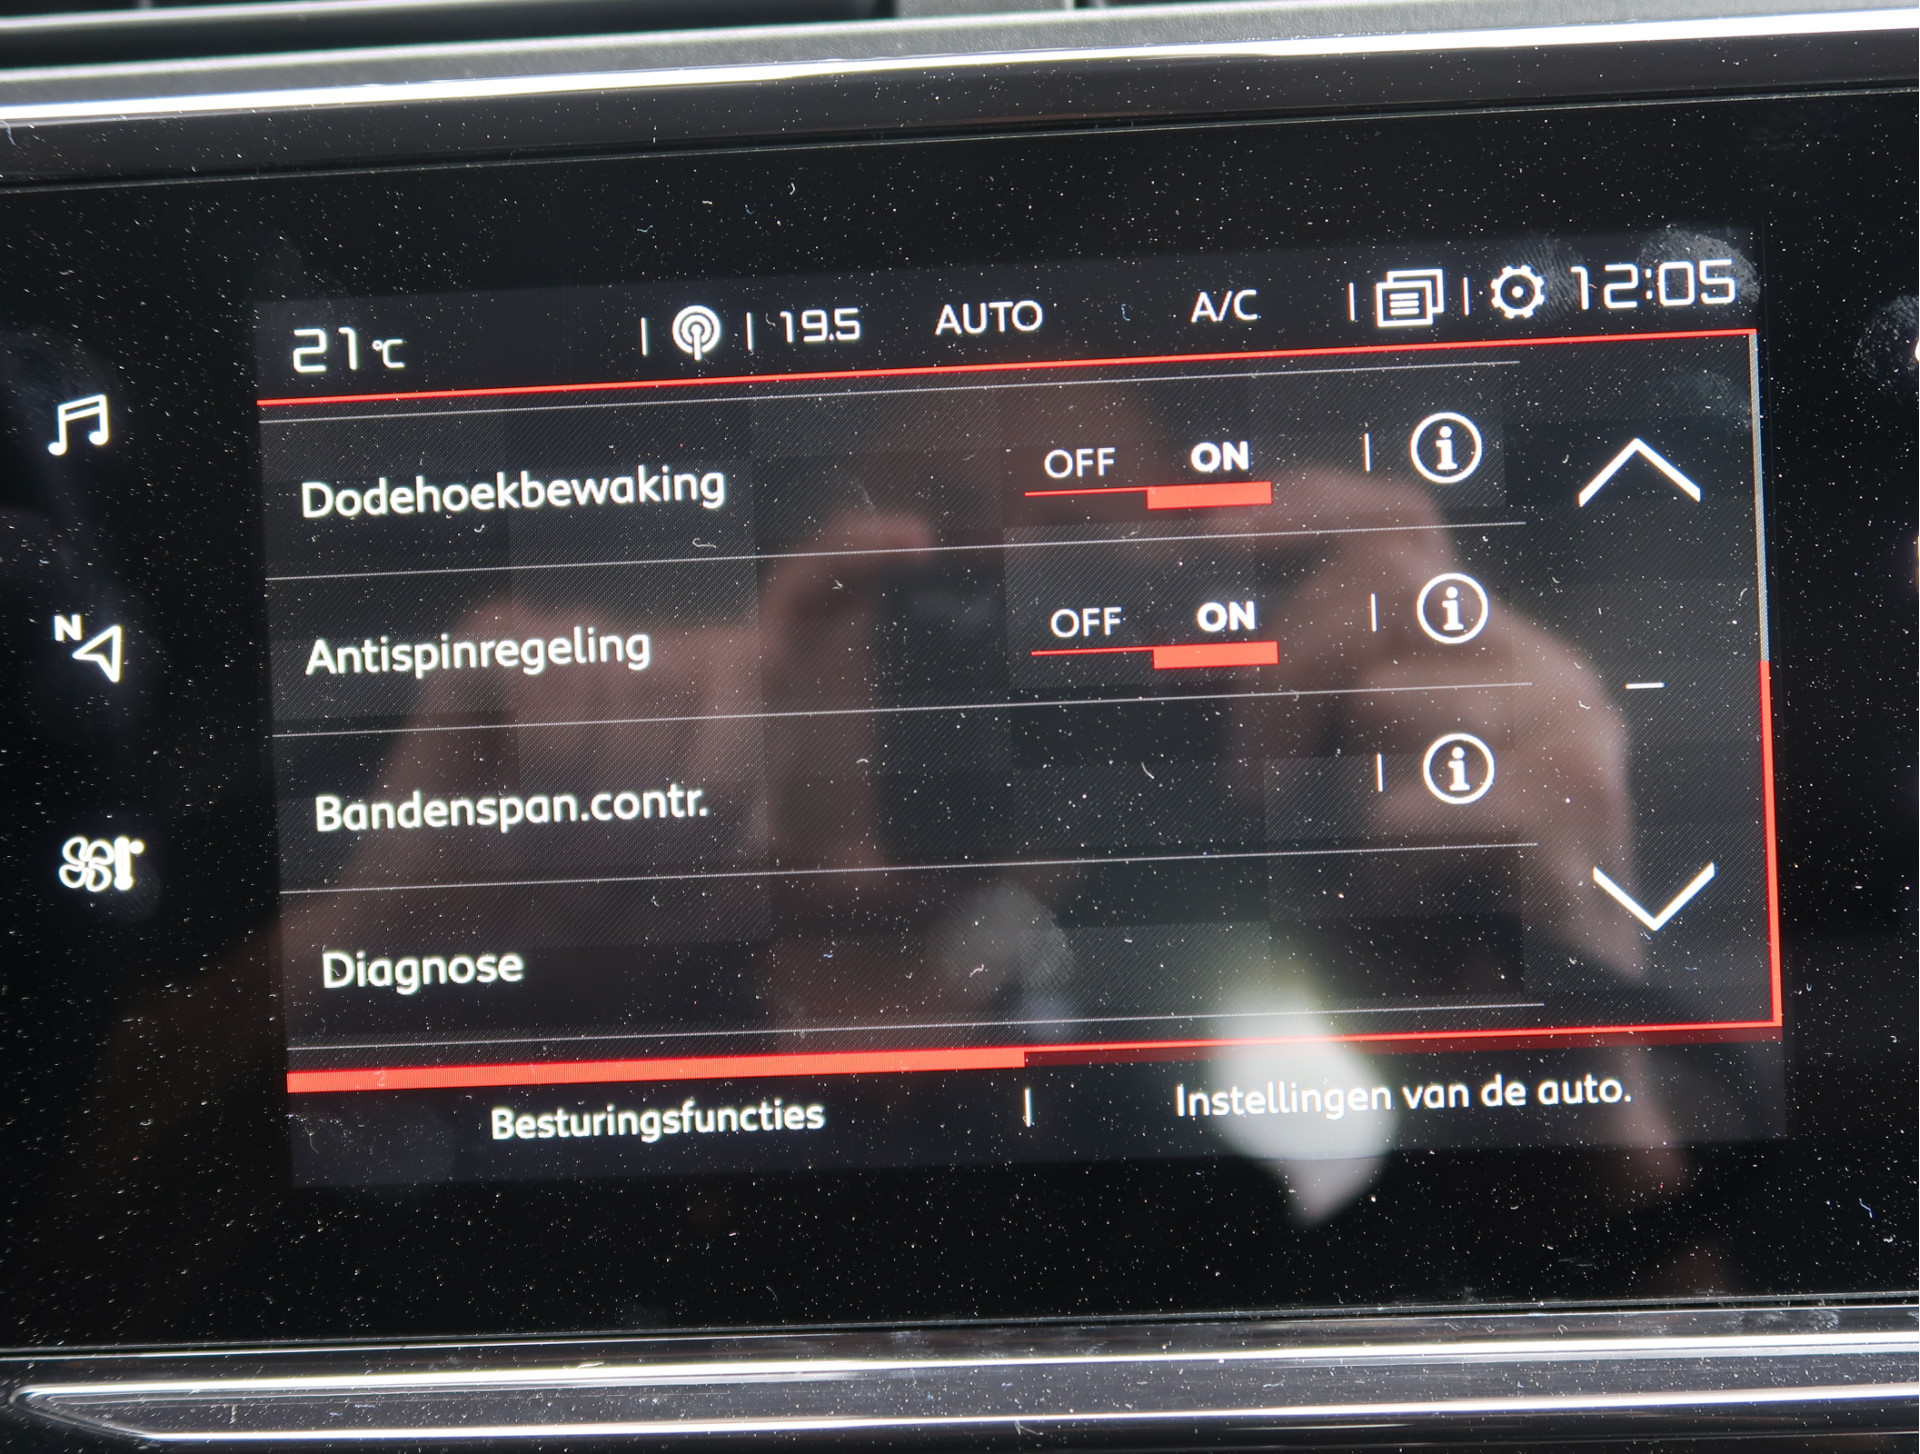 21°C 19.5 AUTO A/C 12:05
Dodehoekbewaking OFF ON i
Antispinregeling OFF ON i
Bandenspan.contr. i
Diagnose
Besturingsfuncties Instellingen van de auto.
N